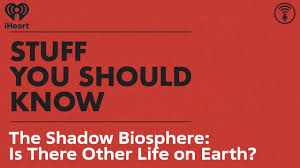 iHeart
STUFF
YOU SHOULD
KNOW
The Shadow Biosphere:
Is There Other Life on Earth?